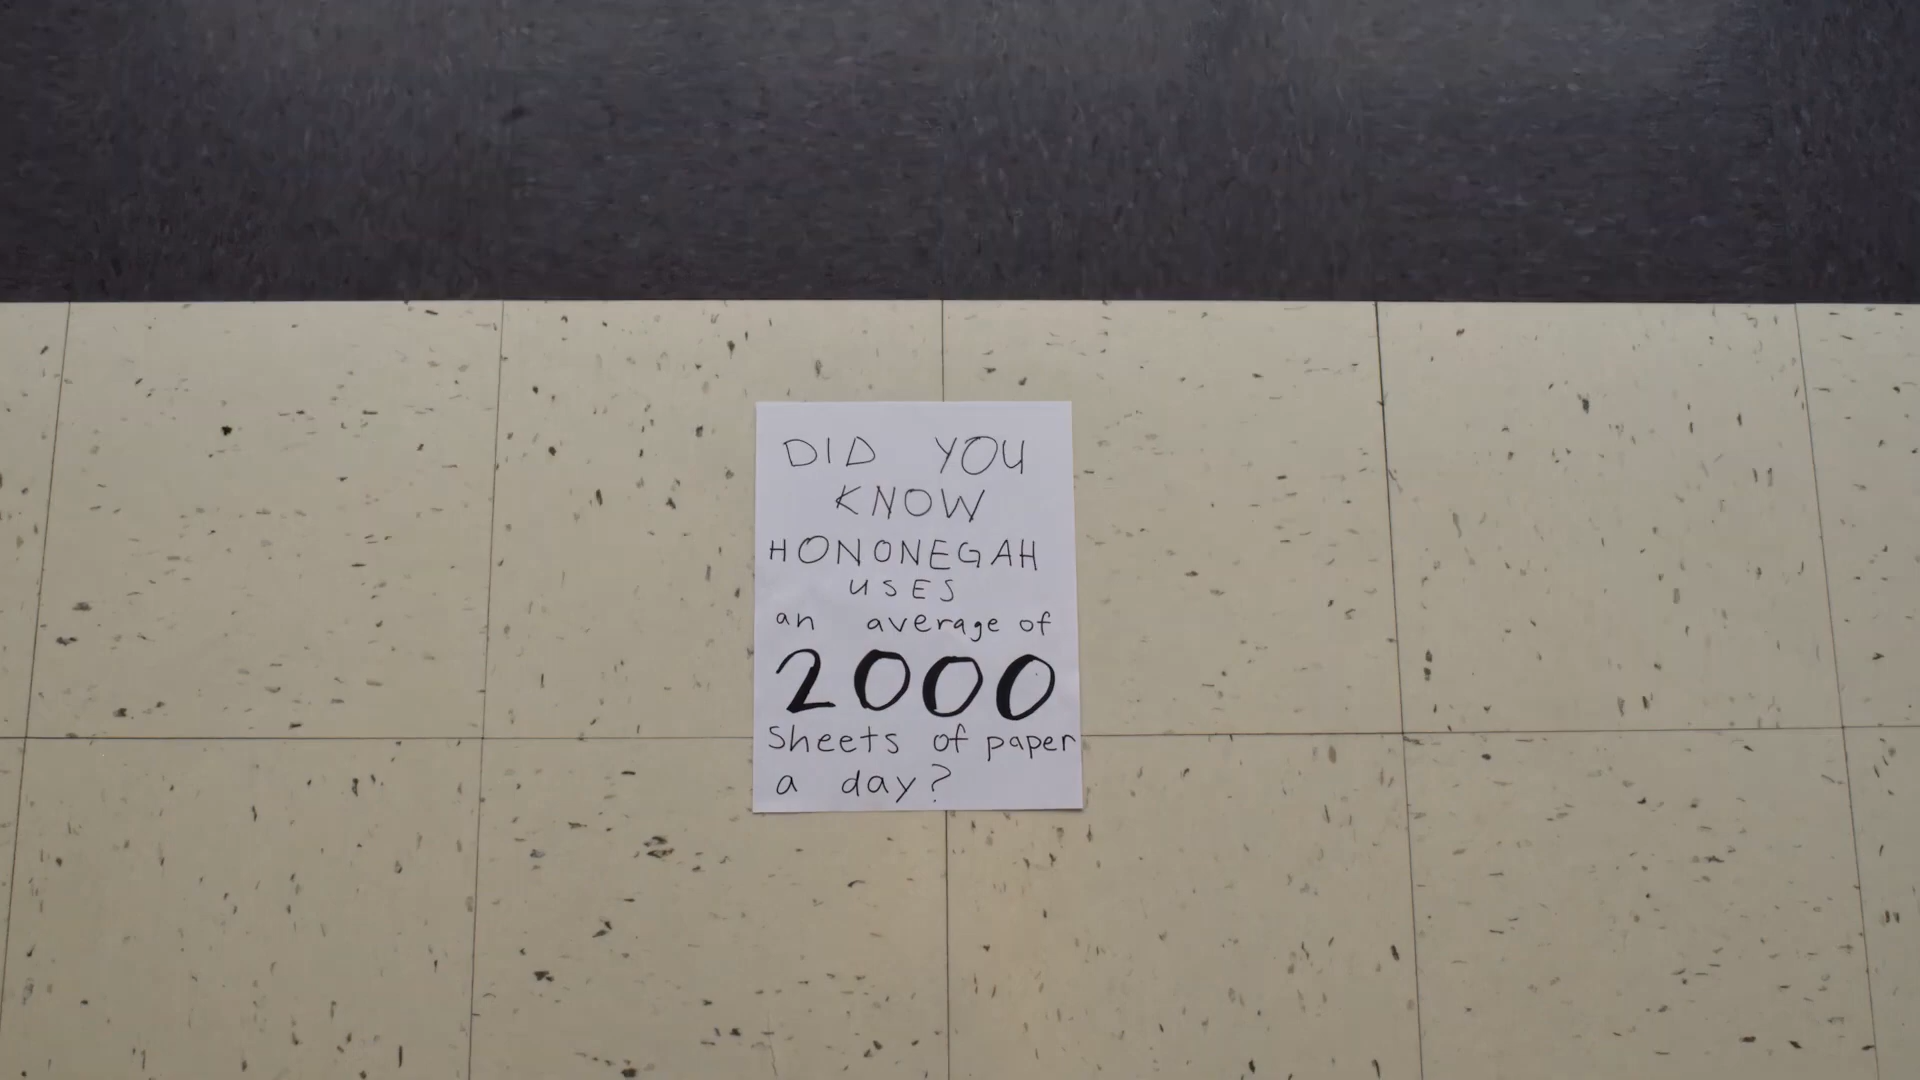 DID YOU
KNOW
HONONEGAH
USES
an average of
2000
Sheets of paper
a day?